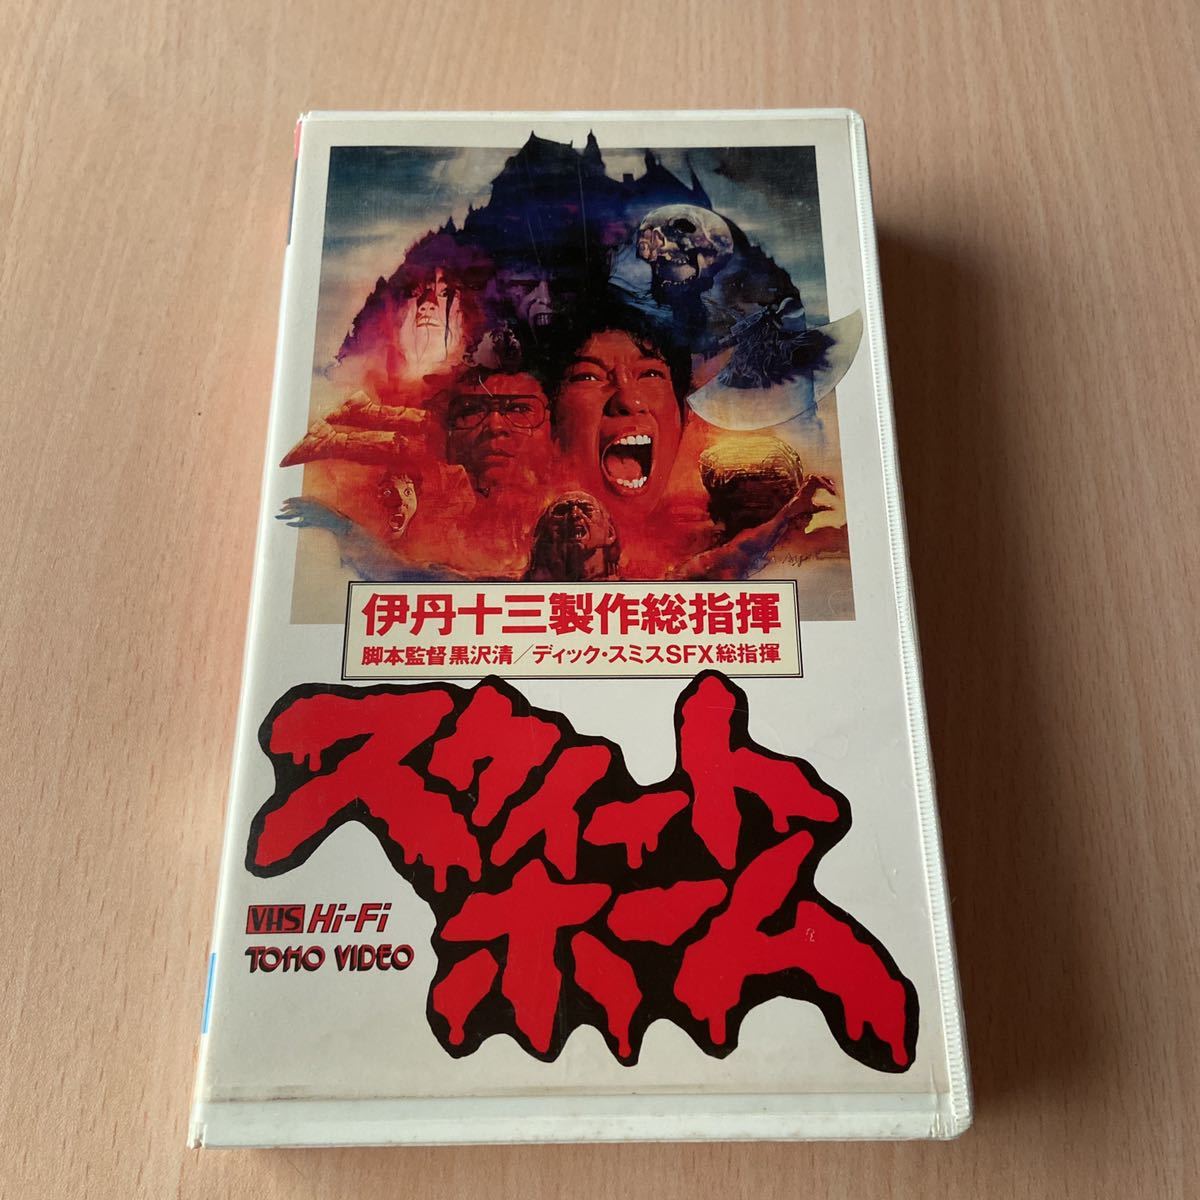 伊丹十三製作総指揮
脚本監督黒沢清／ディック・スミスSFX総指揮
スウィート
ホーム
VHS Hi-Fi
TOHO VIDEO